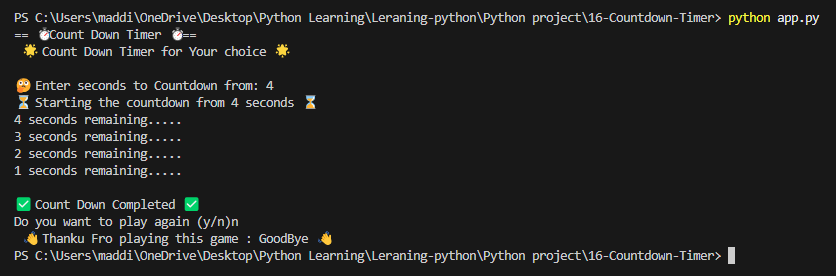 PS C:\Users\maddi\OneDrive\Desktop\Python Learning\Leraning-python\Python project\16-Countdown-Timer> python app.py
== ⏱️Count Down Timer ⏱️==
🌟 Count Down Timer for Your choice 🌟
🤔 Enter seconds to Countdown from: 4
⏳ Starting the countdown from 4 seconds ⏳
4 seconds remaining.....
3 seconds remaining.....
2 seconds remaining.....
1 seconds remaining.....
✅ Count Down Completed ✅
Do you want to play again (y/n)n
👋 Thanku Fro playing this game : GoodBye 👋
PS C:\Users\maddi\OneDrive\Desktop\Python Learning\Leraning-python\Python project\16-Countdown-Timer>